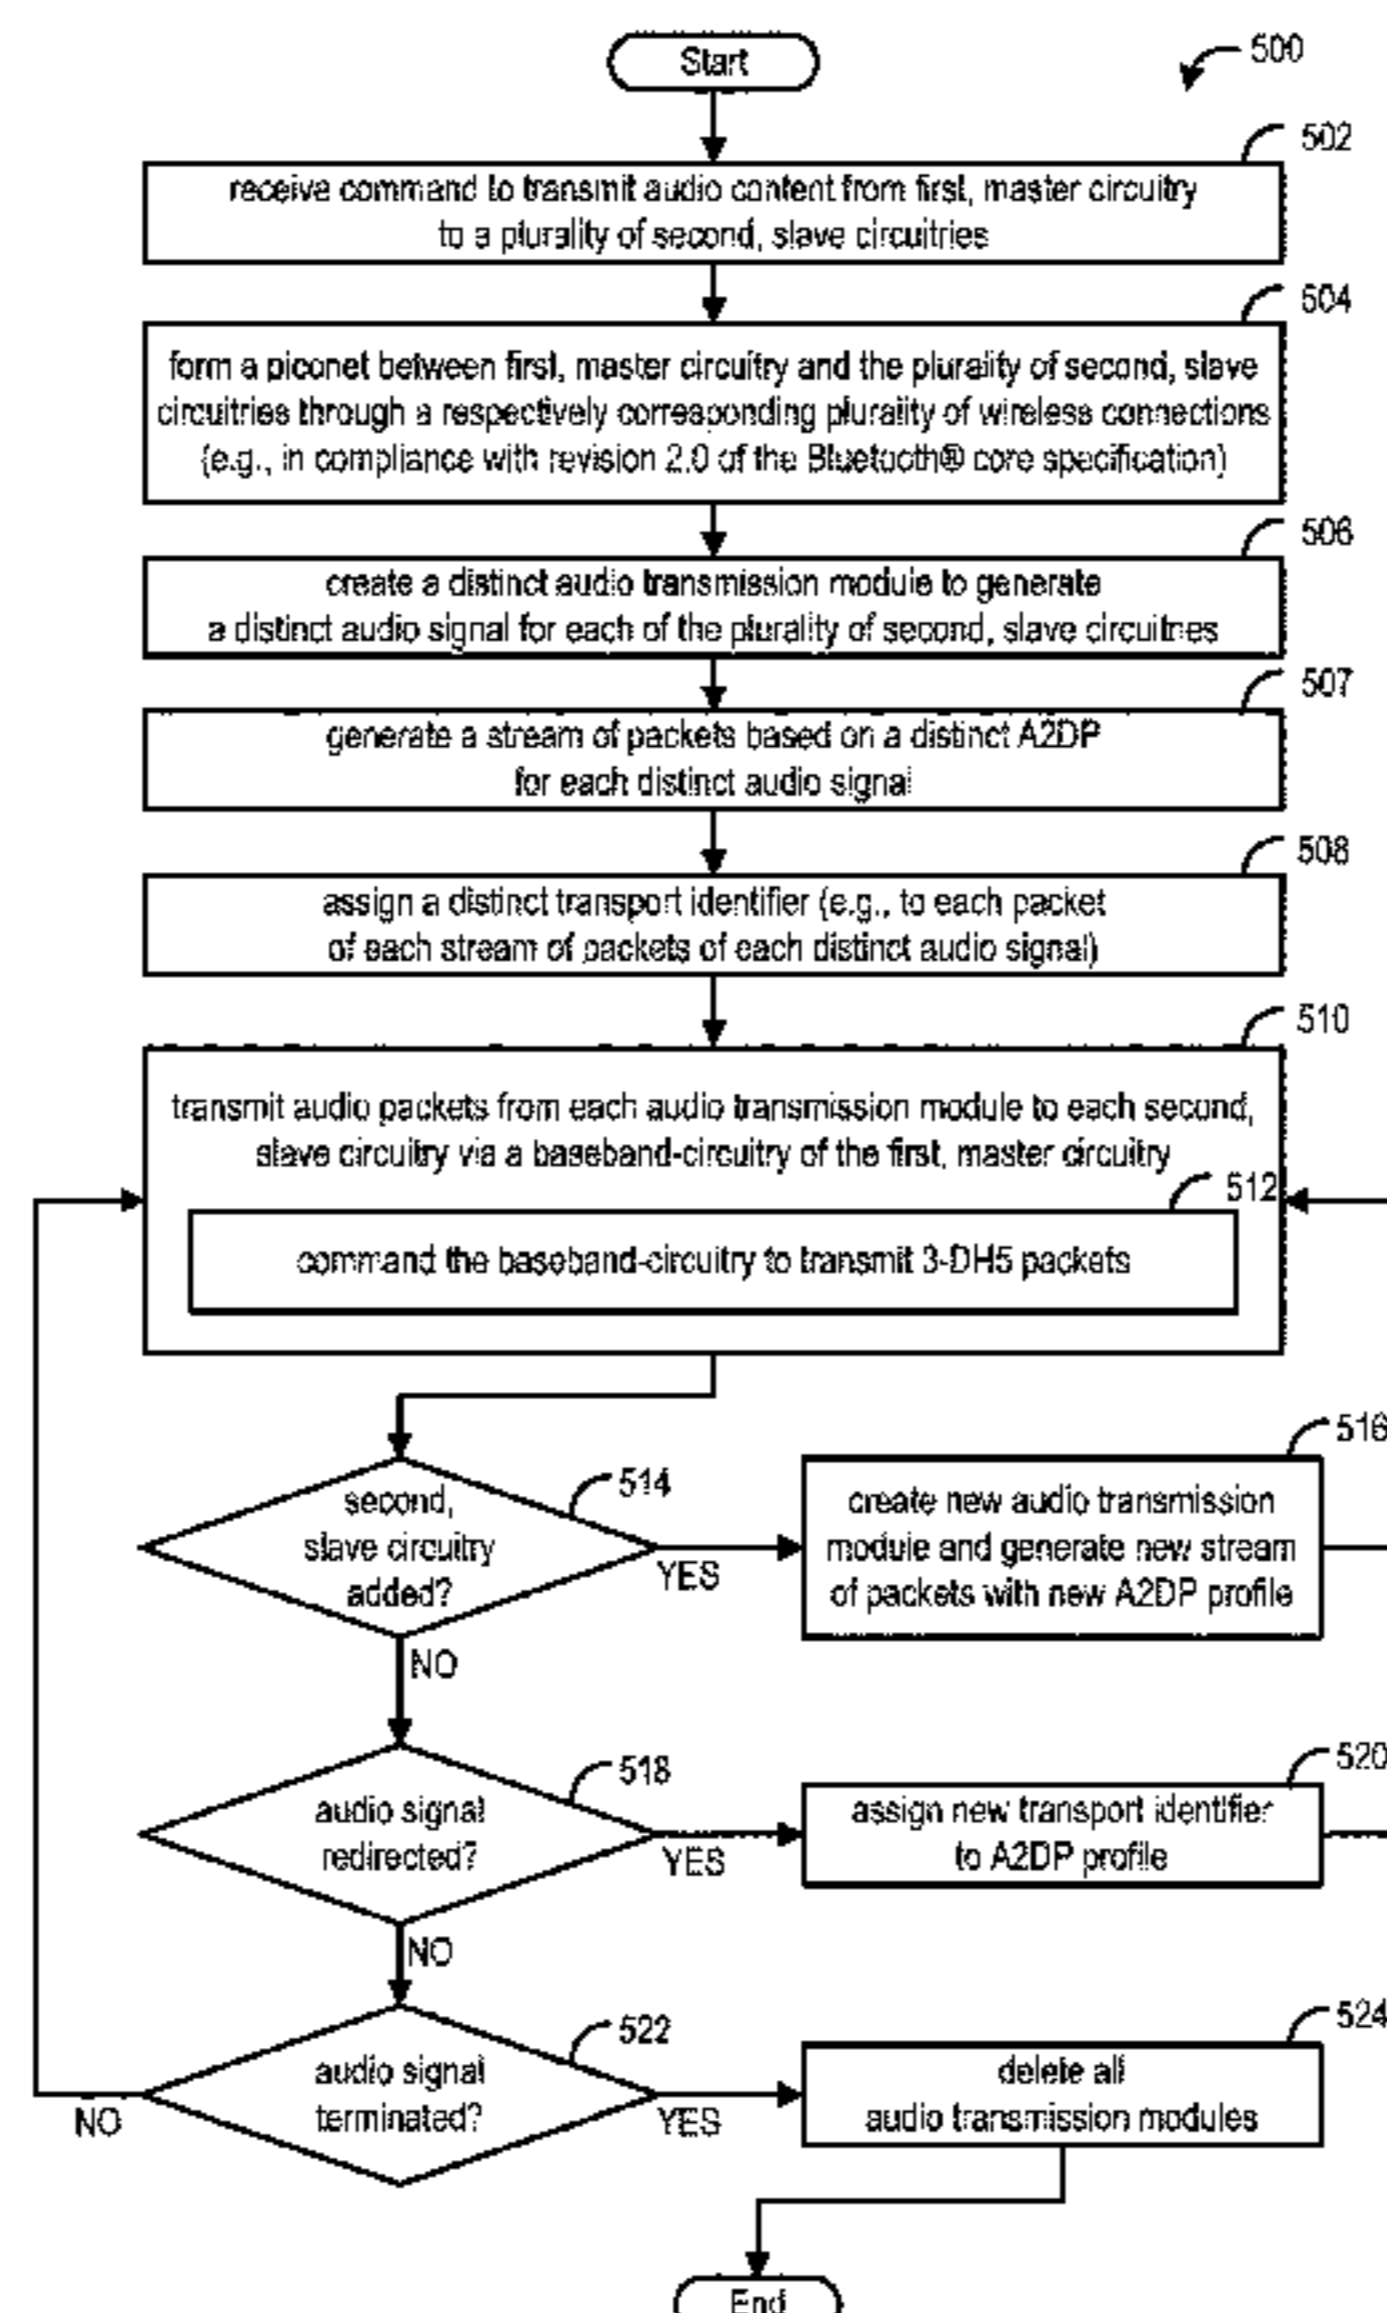 Start
500
502
receive command to transmit audio content from first, master circuitry
to a plurality of second, slave circuitries
504
form a piconet between first, master circuitry and the plurality of second, slave
circuitries through a respectively corresponding plurality of wireless connections
(e.g., in compliance with revision 2.0 of the Bluetooth® core specification)
506
create a distinct audio transmission module to generate
a distinct audio signal for each of the plurality of second, slave circuitries
507
generate a stream of packets based on a distinct A2DP
for each distinct audio signal
508
assign a distinct transport identifier (e.g., to each packet
of each stream of packets of each distinct audio signal)
510
transmit audio packets from each audio transmission module to each second,
slave circuitry via a baseband-circuitry of the first, master circuitry
512
command the baseband-circuitry to transmit 3-DH5 packets
514
second,
slave circuitry
added?
YES
NO
516
create new audio transmission
module and generate new stream
of packets with new A2DP profile
518
audio signal
redirected?
YES
NO
520
assign new transport identifier
to A2DP profile
522
audio signal
terminated?
NO
YES
524
delete all
audio transmission modules
End